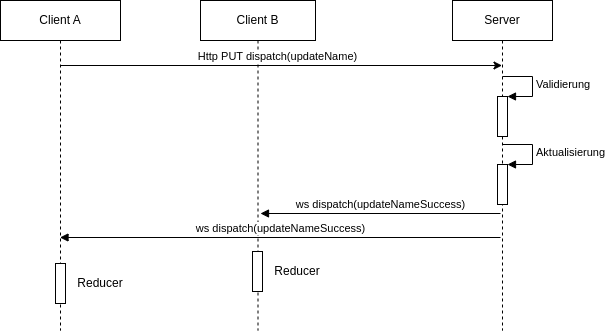 Client A
Client B
Server
Http PUT dispatch(updateName)
Validierung
Aktualisierung
ws dispatch(updateNameSuccess)
ws dispatch(updateNameSuccess)
Reducer
Reducer